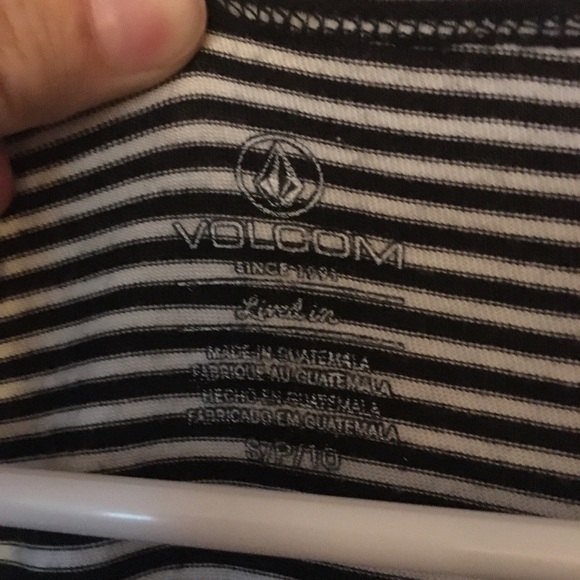 VOLCOM
SINCE 1991
Lived in
MADE IN GUATEMALA
FABRIQUE AU GUATEMALA
HECHO EN GUATEMALA
FABRICADO EM GUATEMALA
S/P/10